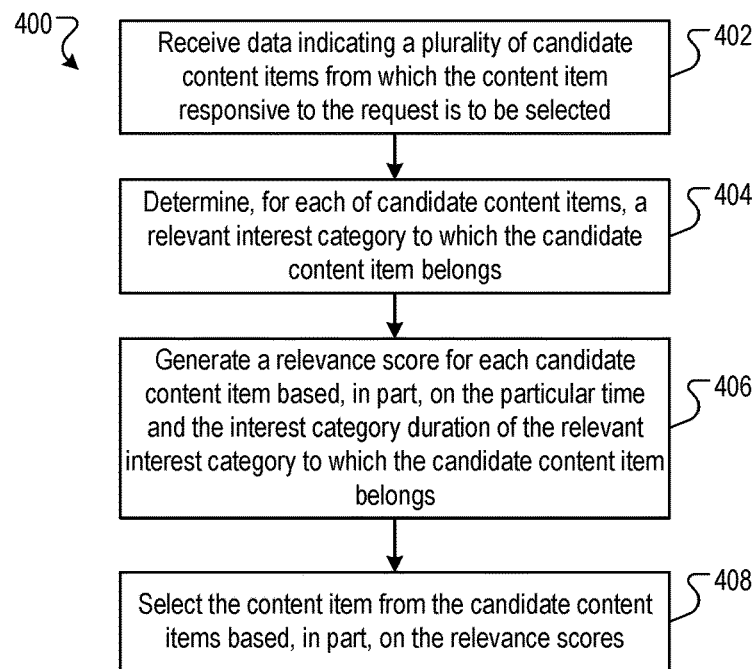 400
Receive data indicating a plurality of candidate
content items from which the content item
responsive to the request is to be selected
402
Determine, for each of candidate content items, a
relevant interest category to which the candidate
content item belongs
404
Generate a relevance score for each candidate
content item based, in part, on the particular time
and the interest category duration of the relevant
interest category to which the candidate content item
belongs
406
Select the content item from the candidate content
items based, in part, on the relevance scores
408